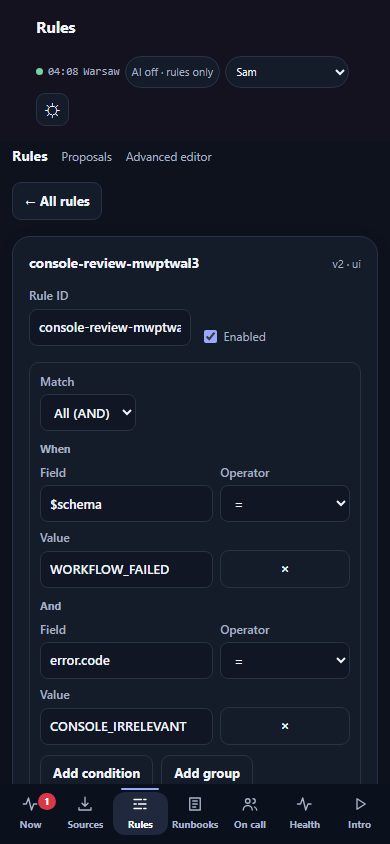 Rules
04:08 Warsaw AI off · rules only Sam
Rules Proposals Advanced editor
← All rules
console-review-mwptwal3 v2 · ui
Rule ID
console-review-mwptwa
Enabled
Match
All (AND)
When
Field Operator
$schema =
Value
WORKFLOW_FAILED ×
And
Field Operator
error.code =
Value
CONSOLE_IRRELEVANT ×
Add condition Add group
1
Now Sources Rules Runbooks On call Health Intro